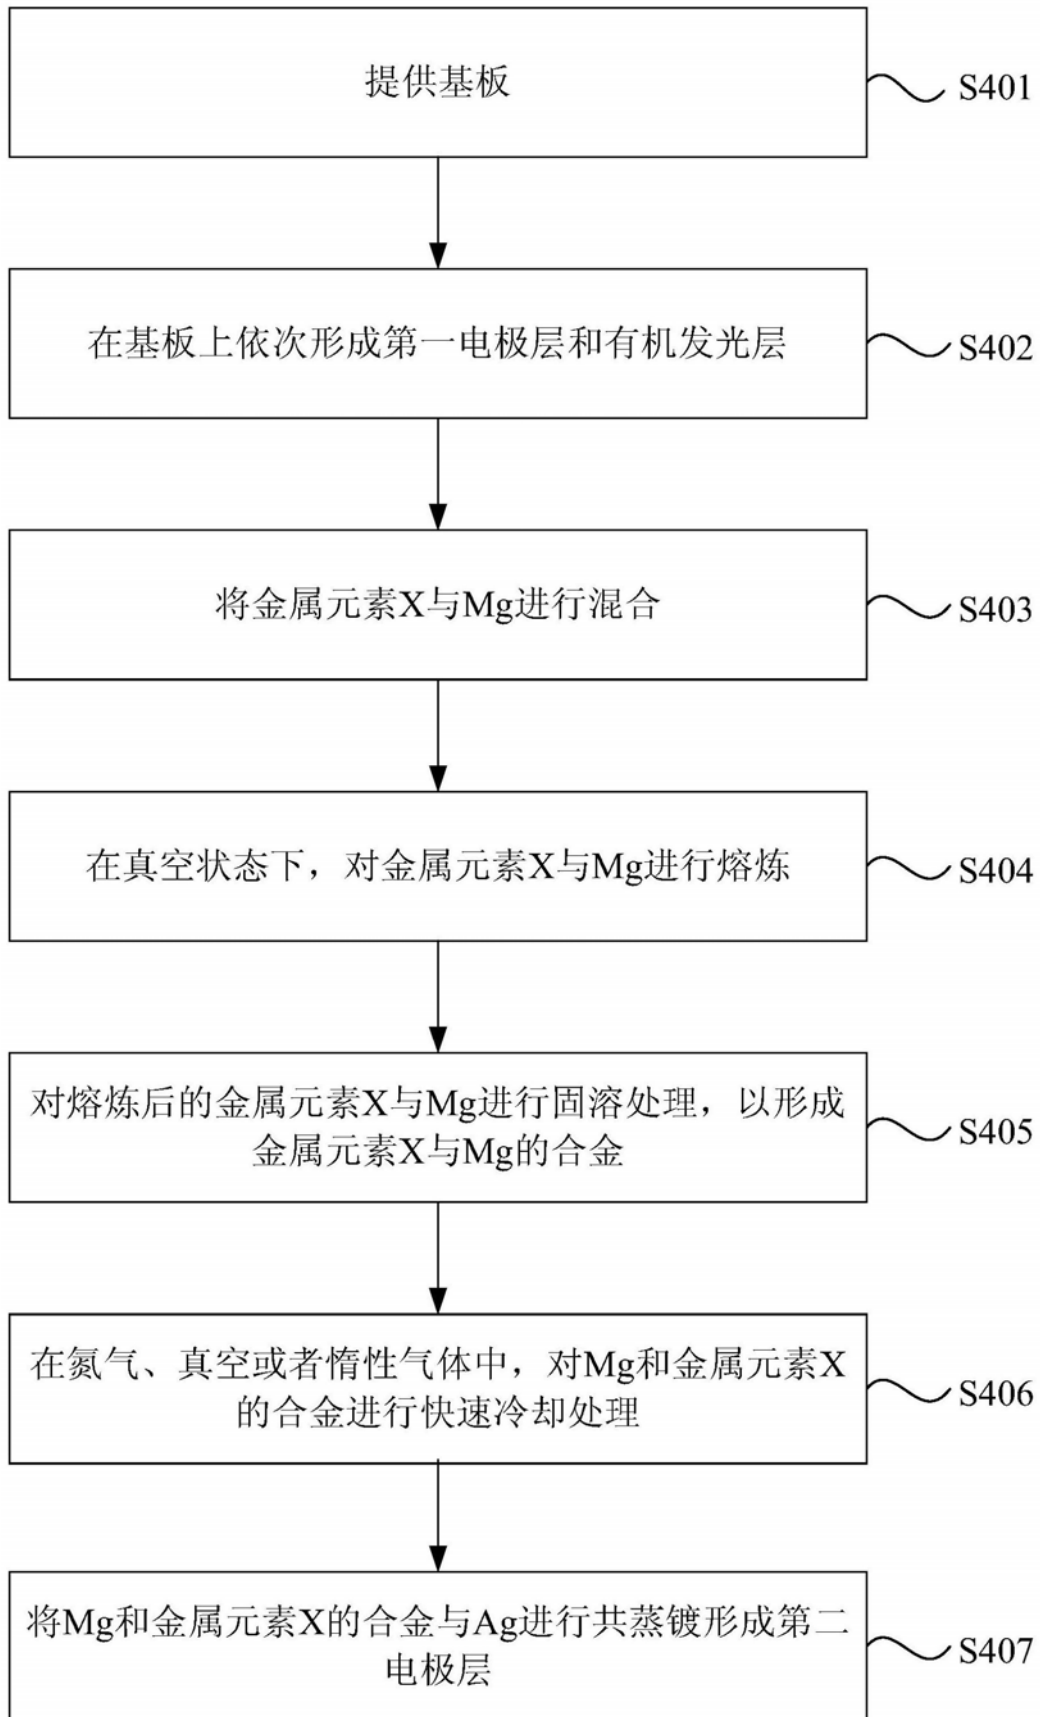 提供基板
S401
在基板上依次形成第一电极层和有机发光层
S402
将金属元素X与Mg进行混合
S403
在真空状态下，对金属元素X与Mg进行熔炼
S404
对熔炼后的金属元素X与Mg进行固溶处理，以形成
金属元素X与Mg的合金
S405
在氮气、真空或者惰性气体中，对Mg和金属元素X
的合金进行快速冷却处理
S406
将Mg和金属元素X的合金与Ag进行共蒸镀形成第二
电极层
S407